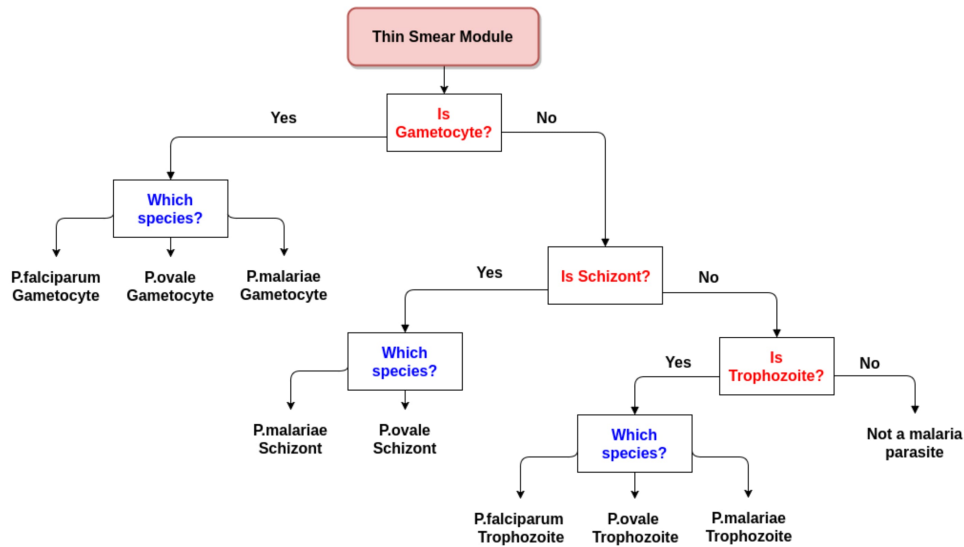 Thin Smear Module
Is
Gametocyte?
Yes
No
Which
species?
P.falciparum
Gametocyte
P.ovale
Gametocyte
P.malariae
Gametocyte
Is Schizont?
Yes
No
Which
species?
P.malariae
Schizont
P.ovale
Schizont
Is
Trophozoite?
Yes
No
Which
species?
Not a malaria
parasite
P.falciparum
Trophozoite
P.ovale
Trophozoite
P.malariae
Trophozoite